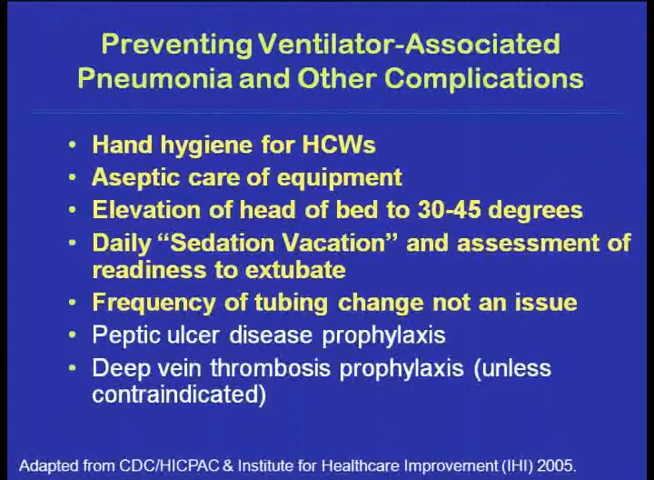 Preventing Ventilator-Associated
Pneumonia and Other Complications
• Hand hygiene for HCWs
• Aseptic care of equipment
• Elevation of head of bed to 30-45 degrees
• Daily “Sedation Vacation” and assessment of
readiness to extubate
• Frequency of tubing change not an issue
• Peptic ulcer disease prophylaxis
• Deep vein thrombosis prophylaxis (unless
contraindicated)
Adapted from CDC/HICPAC & Institute for Healthcare Improvement (IHI) 2005.